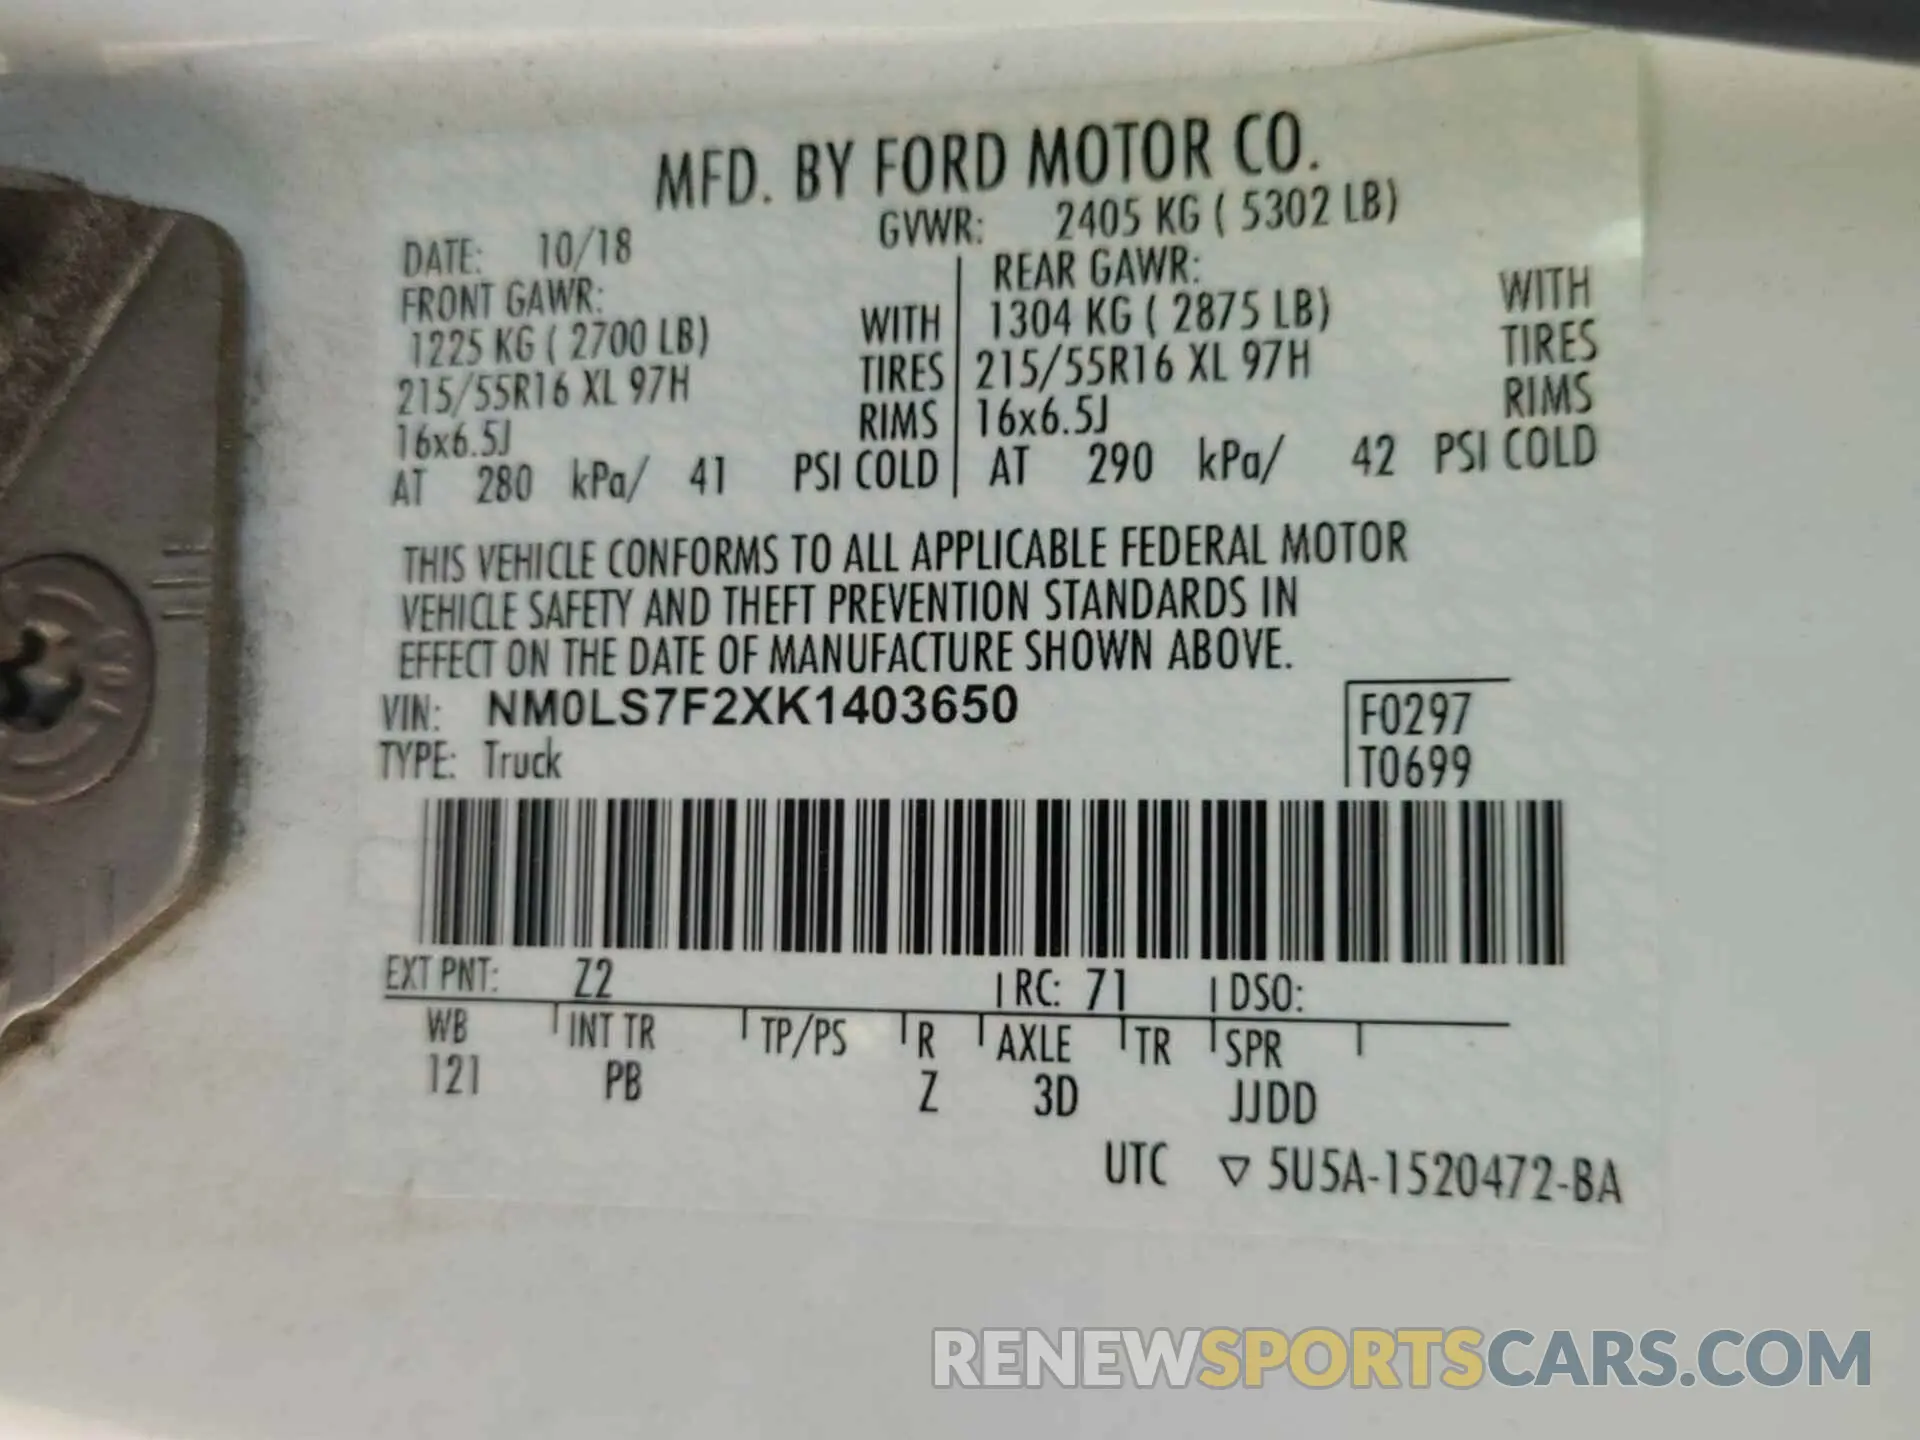 MFD. BY FORD MOTOR CO.
DATE: 10/18 GVWR: 2405 KG ( 5302 LB)
FRONT GAWR: REAR GAWR:
1225 KG ( 2700 LB) WITH 1304 KG ( 2875 LB) WITH
215/55R16 XL 97H TIRES 215/55R16 XL 97H TIRES
16x6.5J RIMS 16x6.5J RIMS
AT 280 kPa/ 41 PSI COLD AT 290 kPa/ 42 PSI COLD
THIS VEHICLE CONFORMS TO ALL APPLICABLE FEDERAL MOTOR
VEHICLE SAFETY AND THEFT PREVENTION STANDARDS IN
EFFECT ON THE DATE OF MANUFACTURE SHOWN ABOVE.
VIN: NM0LS7F2XK1403650 F0297
TYPE: Truck T0699
EXT PNT: Z2 RC: 71 DSO:
WB INT TR TP/PS R AXLE TR SPR
121 PB Z 3D JJDD
UTC ▽ 5U5A-1520472-BA
RENEWSPORTSCARS.COM